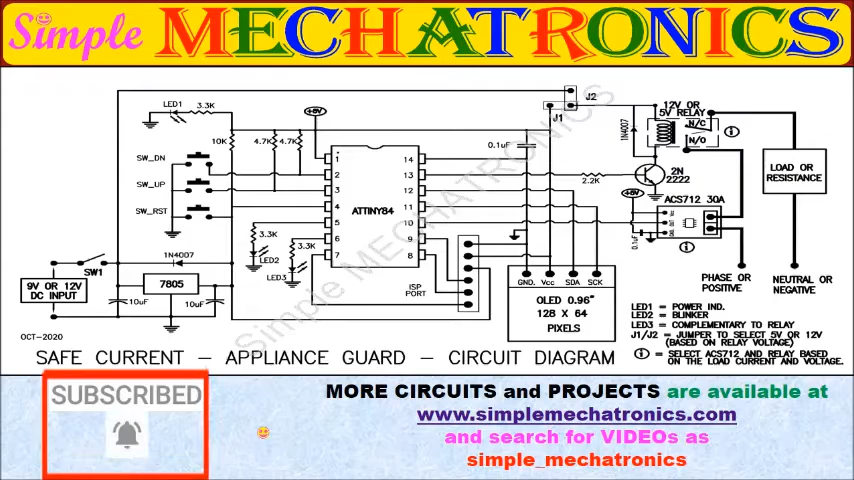 Simple MECHATRONICS
LED1
3.3K
+5V
J2
J1
12V OR
5V RELAY
N/C
N/O
1N4007
10K
4.7K
4.7K
0.1uF
SW_DN
SW_UP
SW_RST
1
2
3
4
5
6
7
14
13
12
11
10
9
8
ATTINY84
2.2K
2N
2222
+5V
ACS712 30A
Vcc
GND
0.1uF
LOAD OR
RESISTANCE
3.3K
LED2
3.3K
LED3
SW1
1N4007
9V OR 12V
DC INPUT
7805
10uF
10uF
ISP
PORT
GND.
Vcc
SDA
SCK
OLED 0.96"
128 X 64
PIXELS
PHASE OR
POSITIVE
NEUTRAL OR
NEGATIVE
LED1 = POWER IND.
LED2 = BLINKER
LED3 = COMPLEMENTARY TO RELAY
J1/J2 = JUMPER TO SELECT 5V OR 12V
(BASED ON RELAY VOLTAGE)
i = SELECT ACS712 AND RELAY BASED
ON THE LOAD CURRENT AND VOLTAGE.
OCT-2020
SAFE CURRENT - APPLIANCE GUARD - CIRCUIT DIAGRAM
Simple MECHATRONICS
SUBSCRIBED
MORE CIRCUITS and PROJECTS are available at
www.simplemechatronics.com
and search for VIDEOs as
simple_mechatronics